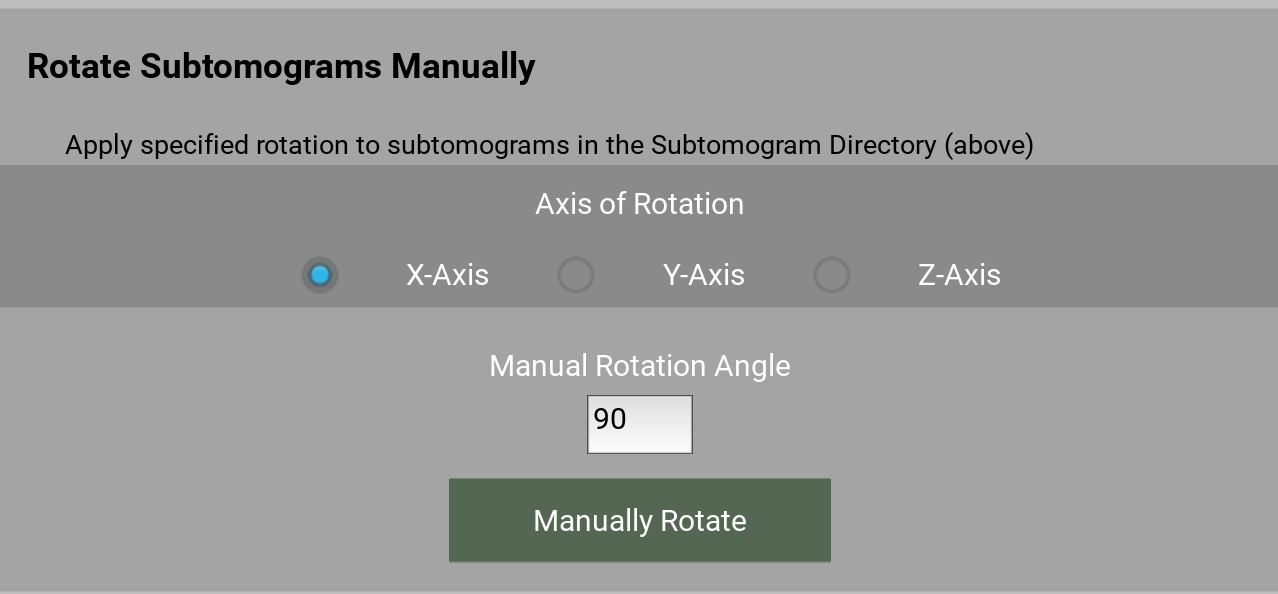 Rotate Subtomograms Manually
Apply specified rotation to subtomograms in the Subtomogram Directory (above)
Axis of Rotation
X-Axis Y-Axis Z-Axis
Manual Rotation Angle
90
Manually Rotate